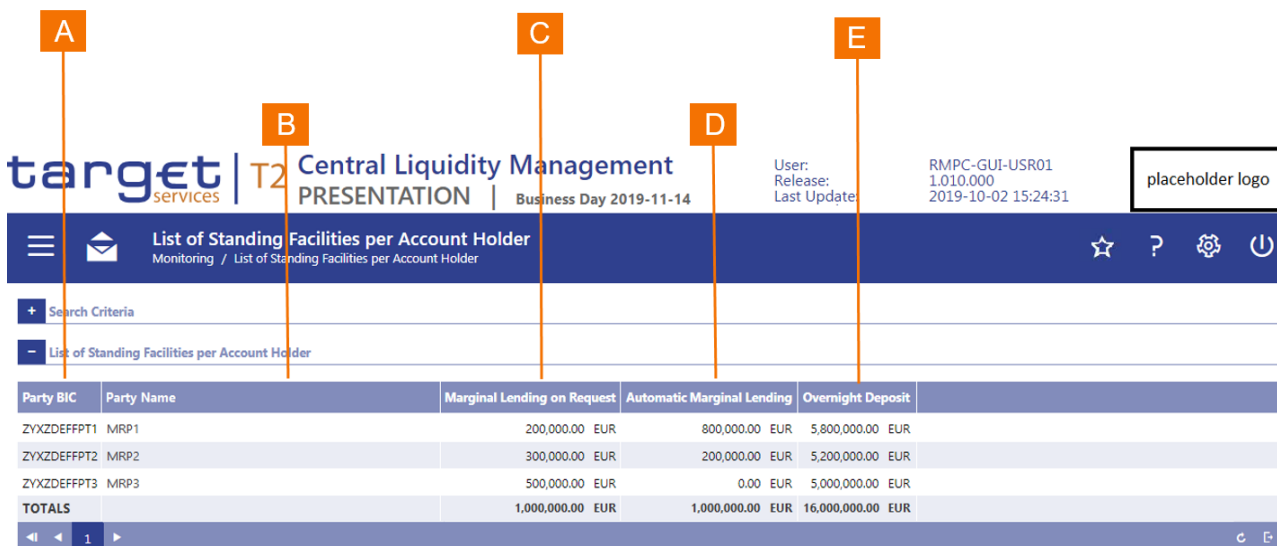 A
C
E
B
D
target services | T2 Central Liquidity Management
PRESENTATION | Business Day 2019-11-14
User: RMPC-GUI-USR01
Release: 1.010.000
Last Update: 2019-10-02 15:24:31
placeholder logo
List of Standing Facilities per Account Holder
Monitoring / List of Standing Facilities per Account Holder
?
+ Search Criteria
− List of Standing Facilities per Account Holder
Party BIC Party Name Marginal Lending on Request Automatic Marginal Lending Overnight Deposit
ZYXZDEFFPT1 MRP1 200,000.00 EUR 800,000.00 EUR 5,800,000.00 EUR
ZYXZDEFFPT2 MRP2 300,000.00 EUR 200,000.00 EUR 5,200,000.00 EUR
ZYXZDEFFPT3 MRP3 500,000.00 EUR 0.00 EUR 5,000,000.00 EUR
TOTALS 1,000,000.00 EUR 1,000,000.00 EUR 16,000,000.00 EUR
1